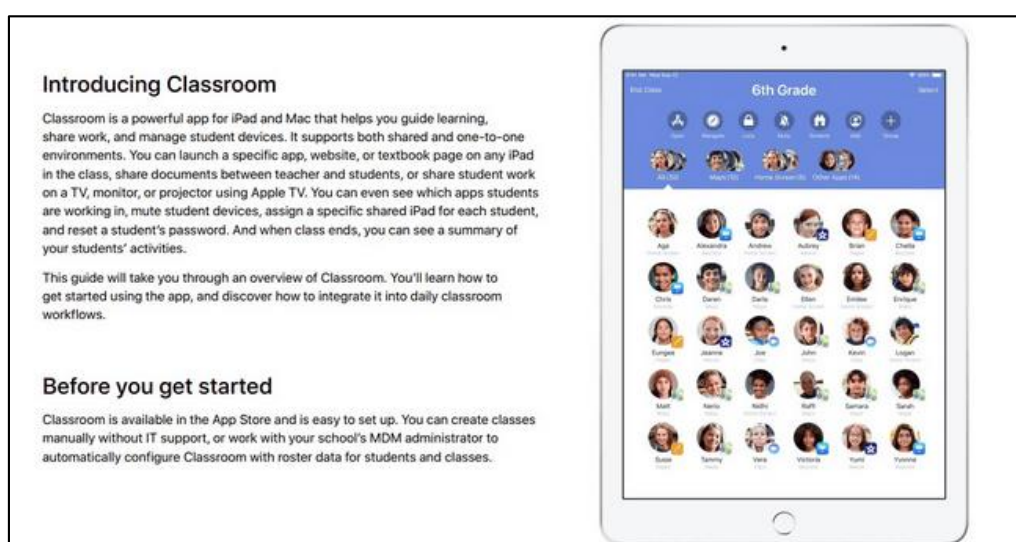 Introducing Classroom
Classroom is a powerful app for iPad and Mac that helps you guide learning,
share work, and manage student devices. It supports both shared and one-to-one
environments. You can launch a specific app, website, or textbook page on any iPad
in the class, share documents between teacher and students, or share student work
on a TV, monitor, or projector using Apple TV. You can even see which apps students
are working in, mute student devices, assign a specific shared iPad for each student,
and reset a student's password. And when class ends, you can see a summary of
your students' activities.
This guide will take you through an overview of Classroom. You'll learn how to
get started using the app, and discover how to integrate it into daily classroom
workflows.
Before you get started
Classroom is available in the App Store and is easy to set up. You can create classes
manually without IT support, or work with your school's MDM administrator to
automatically configure Classroom with roster data for students and classes.
End Class 6th Grade Select
Open Navigate Lock Mute
Aga Alexandra Andrew Aubrey Brian Chella
Chris Daren Darla Ellen Emilee Enrique
Eungee Jeanne Joe John Kevin Logan
Matt Nerio Nidhi Raffi Samara Sarah
Susie Tammy Vera Victoria Yumi Yvonne